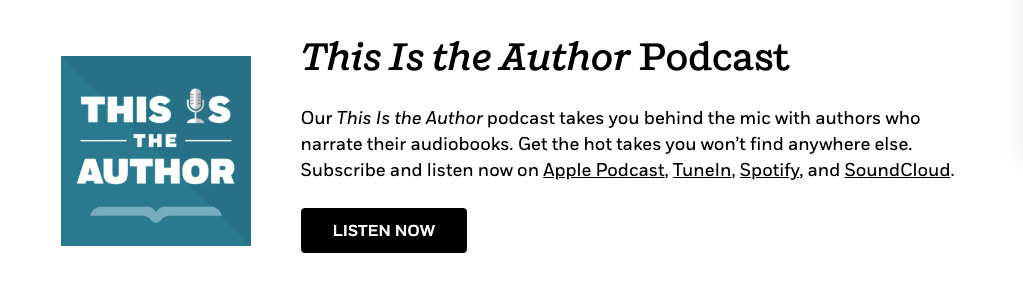 This Is the Author Podcast
THIS IS
THE
AUTHOR
Our This Is the Author podcast takes you behind the mic with authors who
narrate their audiobooks. Get the hot takes you won’t find anywhere else.
Subscribe and listen now on Apple Podcast, TuneIn, Spotify, and SoundCloud.
LISTEN NOW